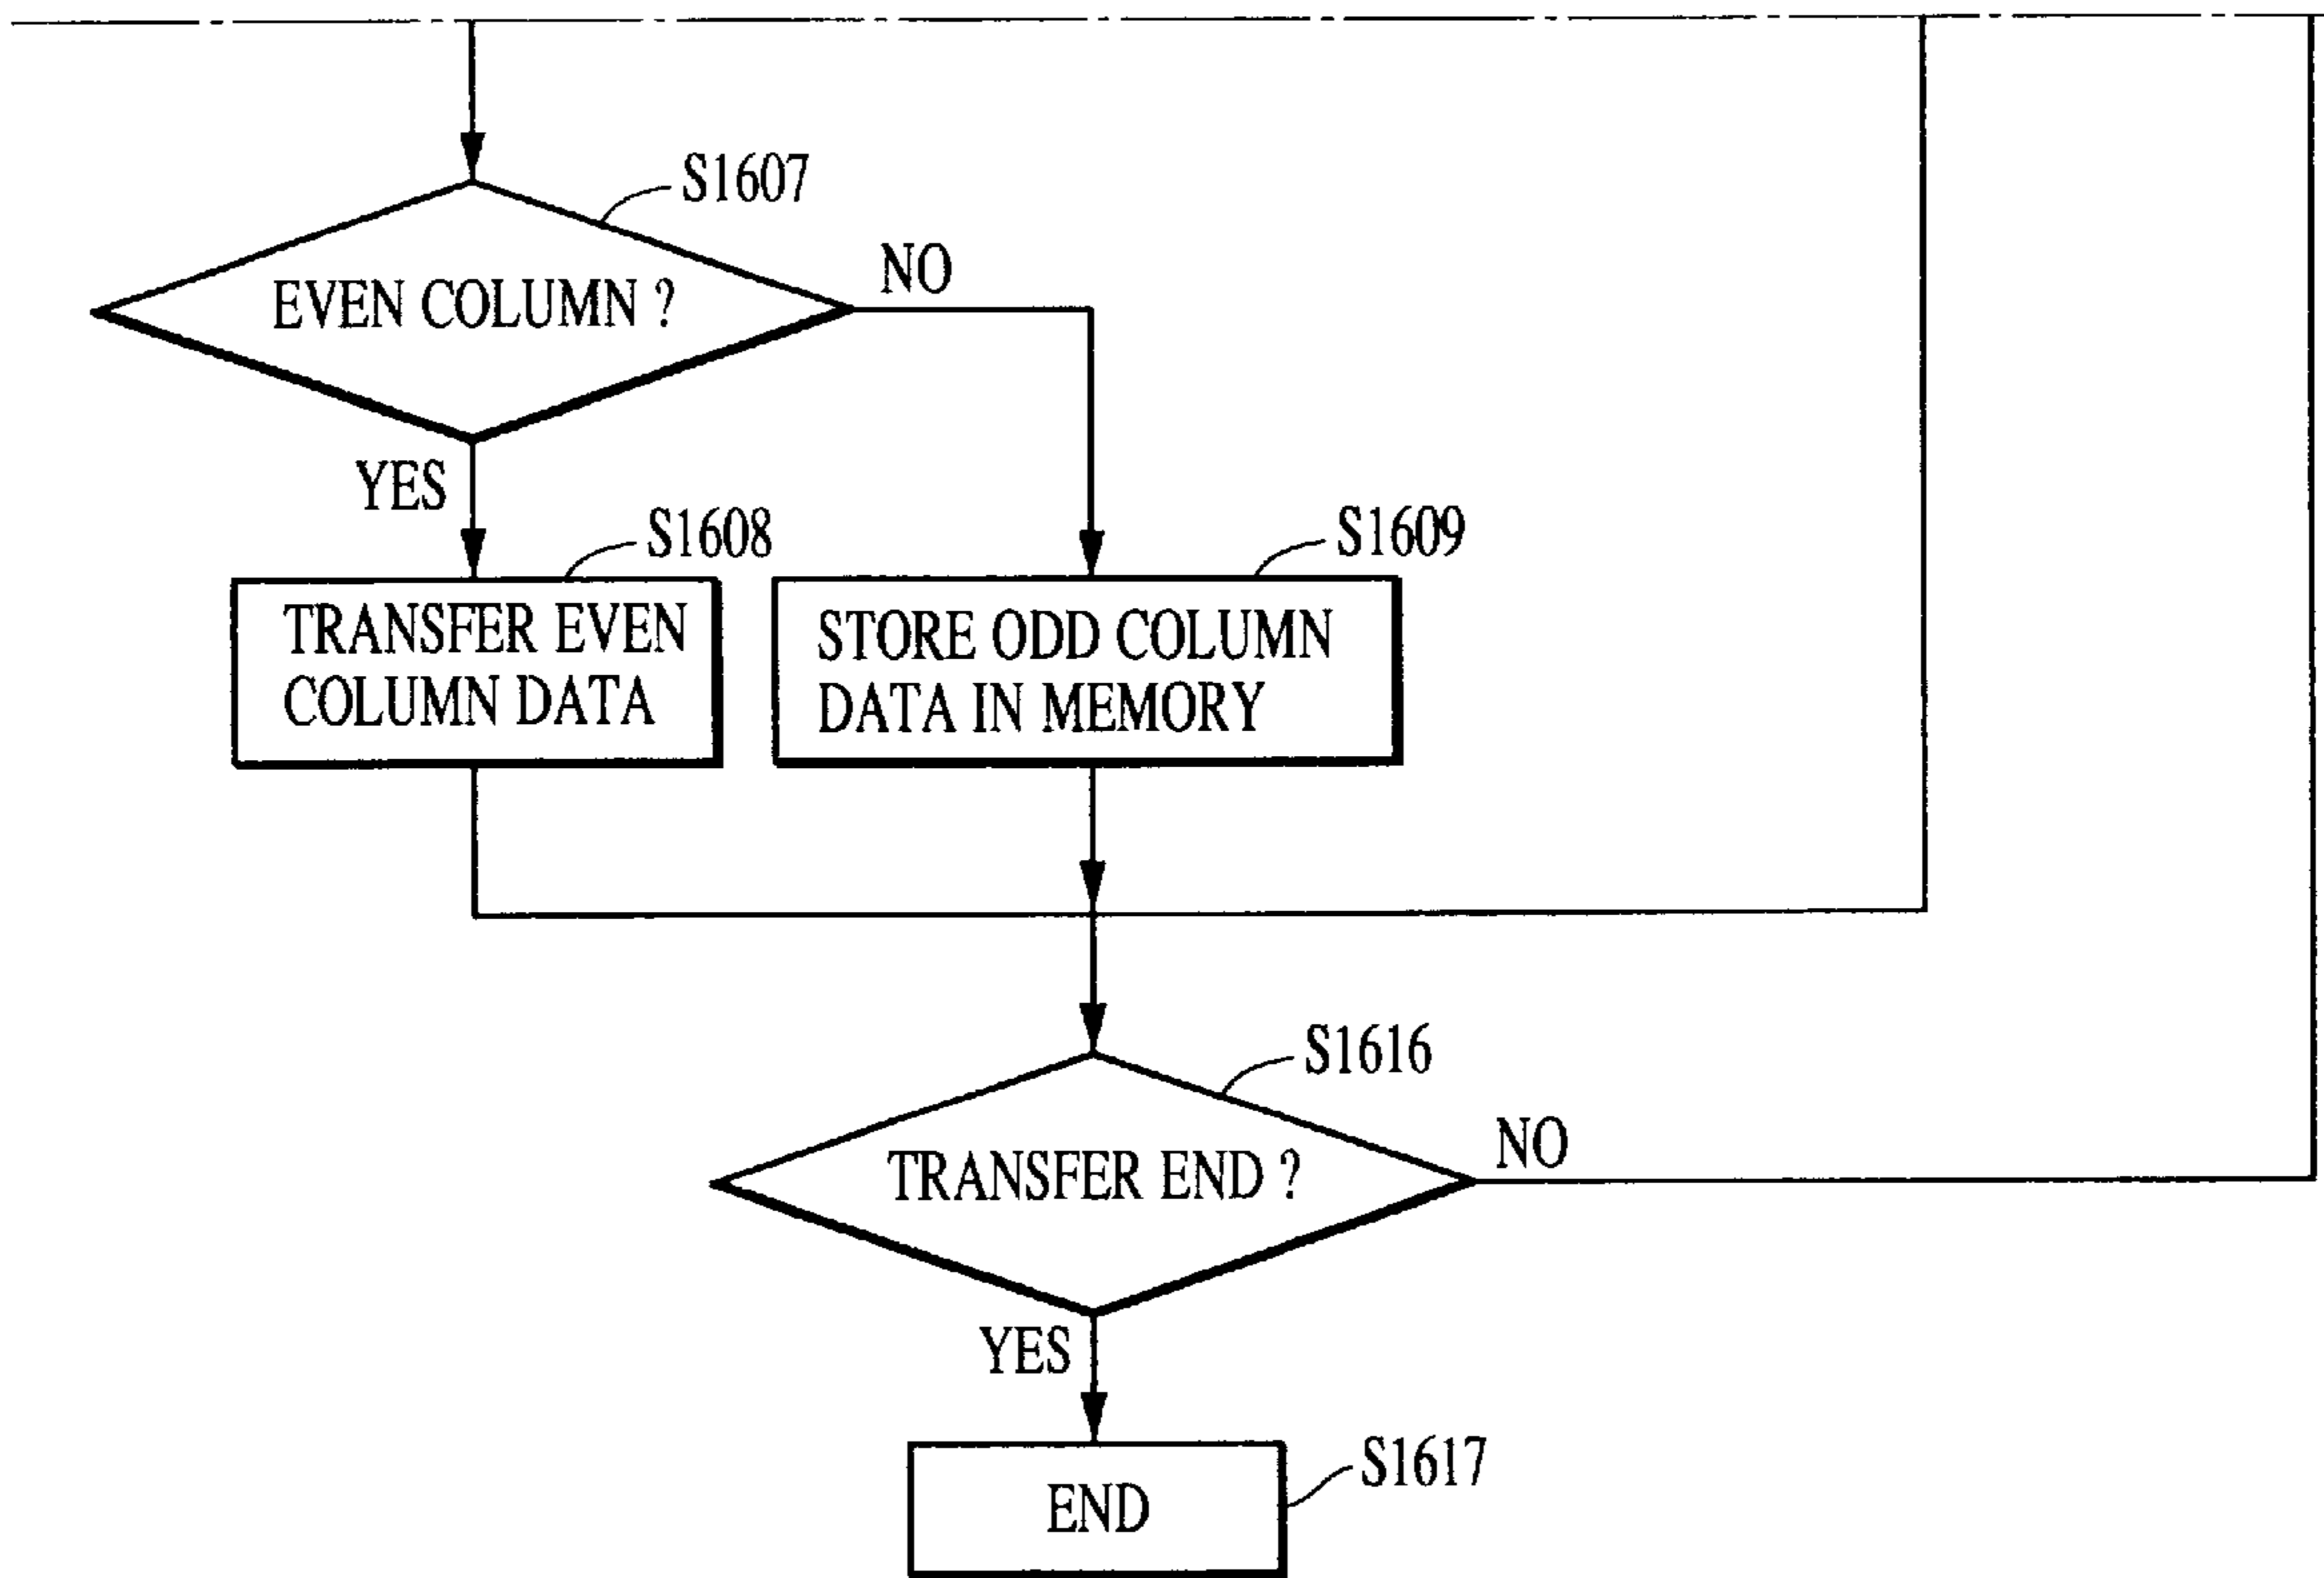 S1607
EVEN COLUMN ?
NO
YES
S1608
TRANSFER EVEN
COLUMN DATA
S1609
STORE ODD COLUMN
DATA IN MEMORY
S1616
TRANSFER END ?
NO
YES
S1617
END